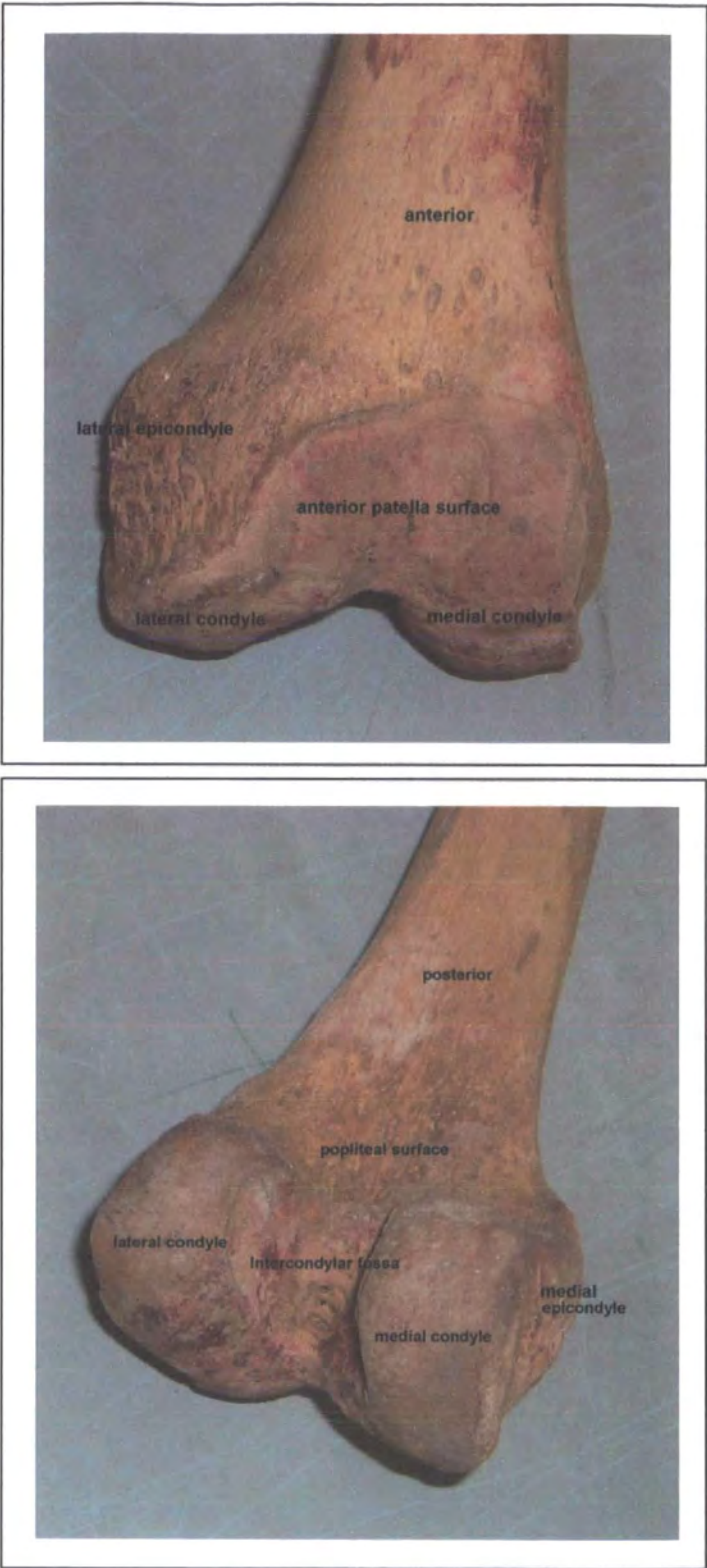 anterior
lateral epicondyle
anterior patella surface
lateral condyle
medial condyle
posterior
popliteal surface
lateral condyle
Intercondylar fossa
medial
epicondyle
medial condyle